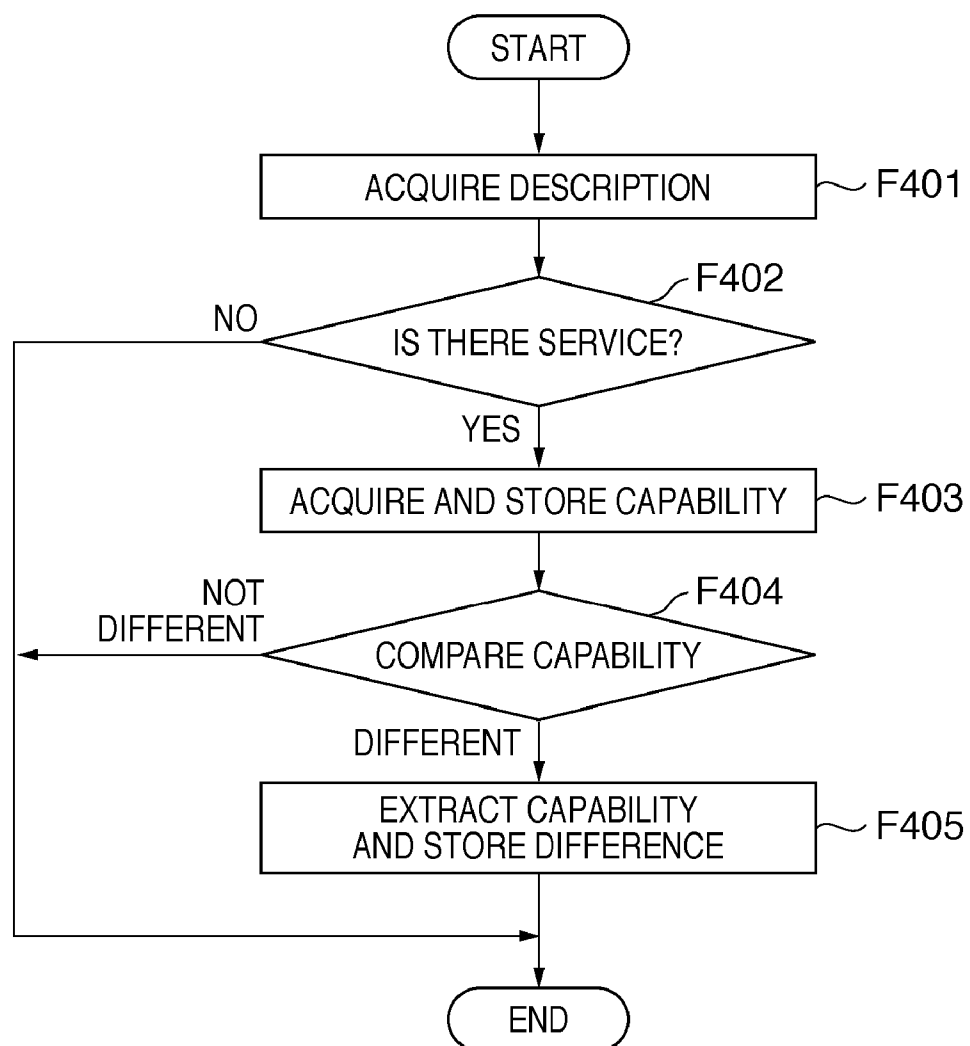 START
ACQUIRE DESCRIPTION
F401
F402
NO
IS THERE SERVICE?
YES
ACQUIRE AND STORE CAPABILITY
F403
F404
NOT
DIFFERENT
COMPARE CAPABILITY
DIFFERENT
EXTRACT CAPABILITY
AND STORE DIFFERENCE
F405
END